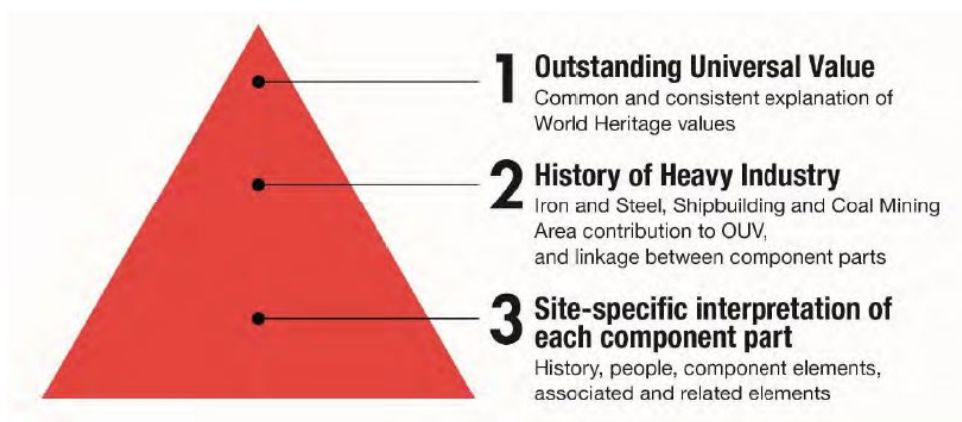 1 Outstanding Universal Value
Common and consistent explanation of
World Heritage values
2 History of Heavy Industry
Iron and Steel, Shipbuilding and Coal Mining
Area contribution to OUV,
and linkage between component parts
3 Site-specific interpretation of
each component part
History, people, component elements,
associated and related elements